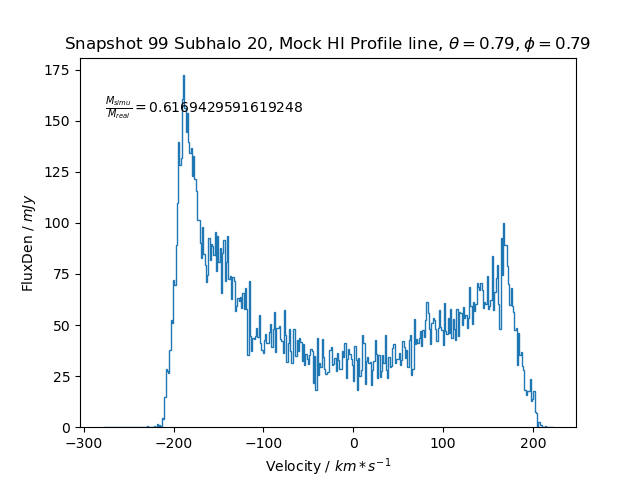 Snapshot 99 Subhalo 20, Mock HI Profile line, θ = 0.79, ϕ = 0.79
M_simu / M_real = 0.6169429591619248
FluxDen / mJy
175
150
125
100
75
50
25
0
−300 −200 −100 0 100 200
Velocity / km * s⁻¹